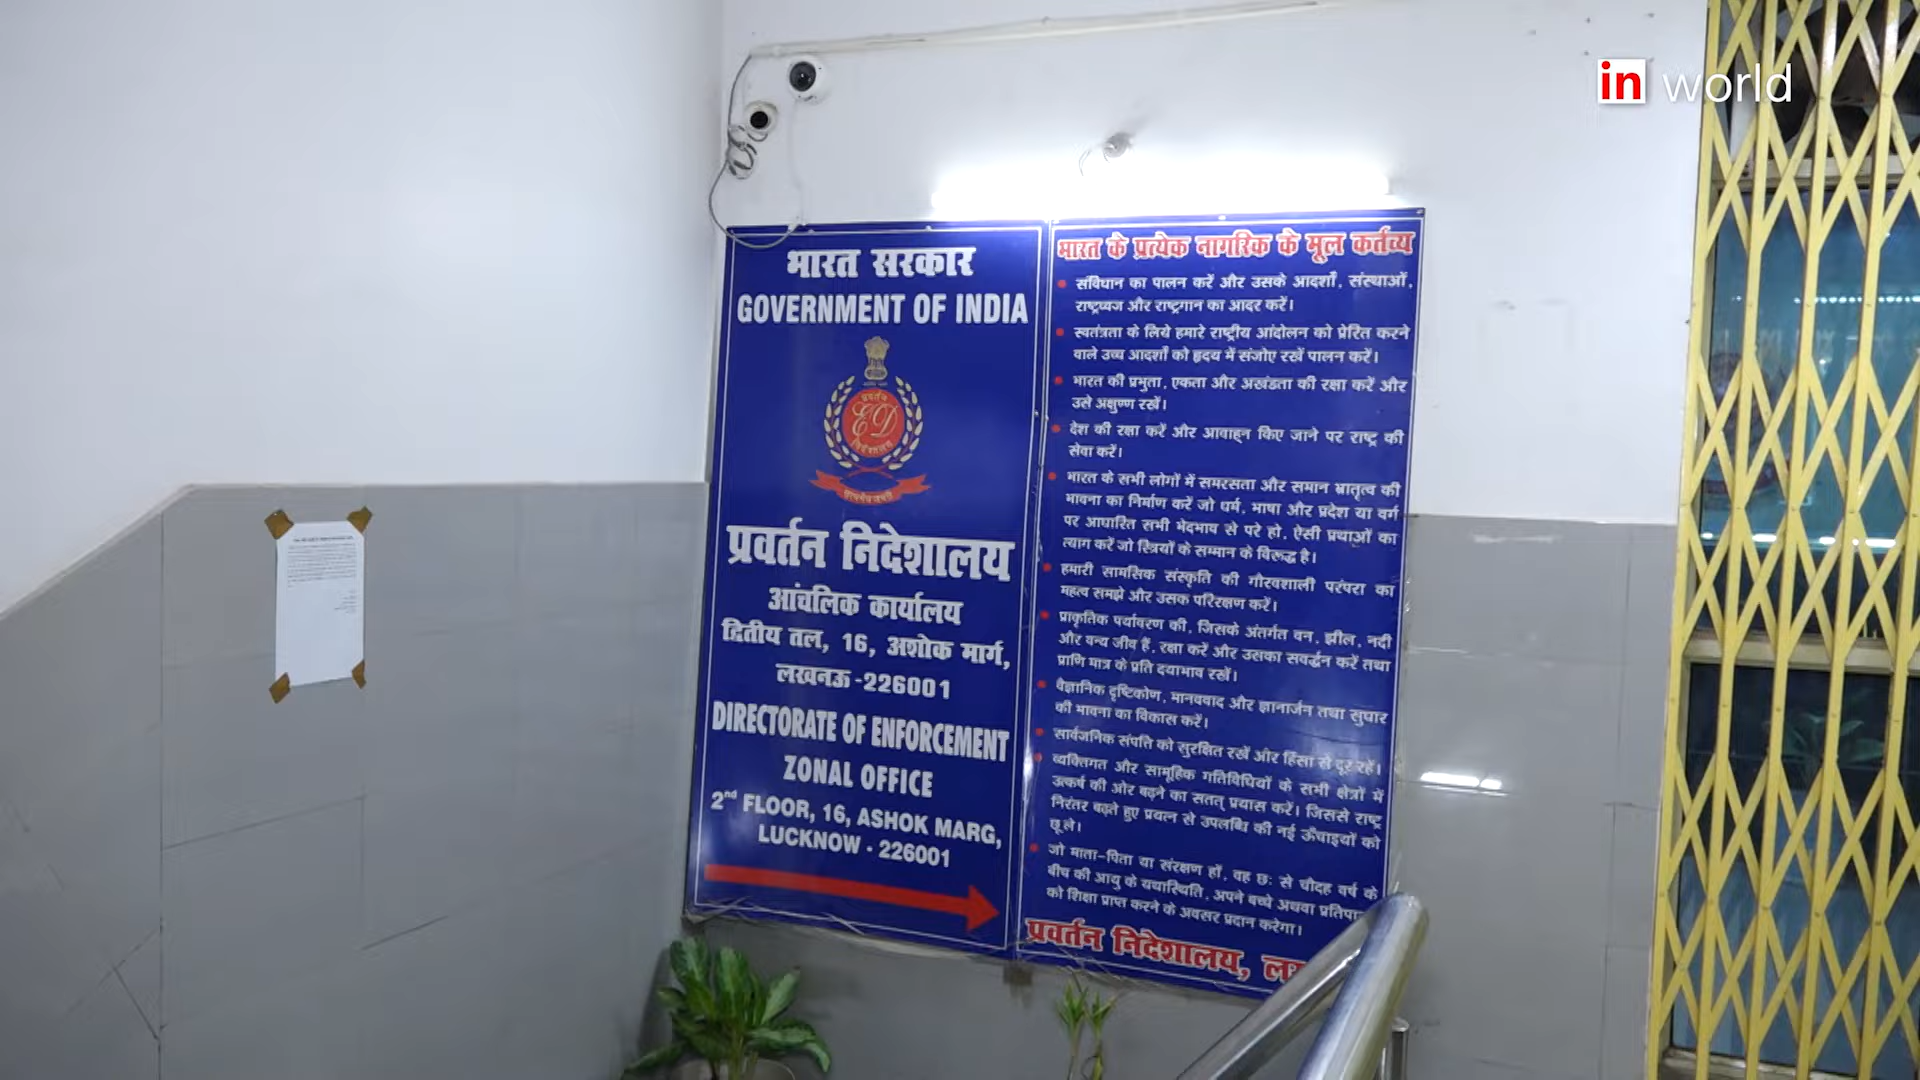 in world
भारत सरकार
GOVERNMENT OF INDIA
प्रवर्तन
ED
निदेशालय
प्रवर्तन निदेशालय
आंचलिक कार्यालय
द्वितीय तल, 16, अशोक मार्ग,
लखनऊ -226001
DIRECTORATE OF ENFORCEMENT
ZONAL OFFICE
2nd FLOOR, 16, ASHOK MARG,
LUCKNOW - 226001
भारत के प्रत्येक नागरिक के मूल कर्तव्य
संविधान का पालन करें और उसके आदर्शों, संस्थाओं,
राष्ट्रध्वज और राष्ट्रगान का आदर करें।
स्वतंत्रता के लिये हमारे राष्ट्रीय आंदोलन को प्रेरित करने
वाले उच्च आदर्शों को हृदय में संजोए रखें पालन करें।
भारत की प्रभुता, एकता और अखंडता की रक्षा करें और
उसे अक्षुण्ण रखें।
देश की रक्षा करें और आवाह्न किए जाने पर राष्ट्र की
सेवा करें।
भारत के सभी लोगों में समरसता और समान भ्रातृत्व की
भावना का निर्माण करें जो धर्म, भाषा और प्रदेश या वर्ग
पर आधारित सभी भेदभाव से परे हो, ऐसी प्रथाओं का
त्याग करें जो स्त्रियों के सम्मान के विरुद्ध है।
हमारी सामसिक संस्कृति की गौरवशाली परंपरा का
महत्व समझे और उसक परिरक्षण करें।
प्राकृतिक पर्यावरण की, जिसके अंतर्गत वन, झील, नदी
और वन्य जीव हैं, रक्षा करें और उसका सवर्द्धन करें तथा
प्राणि मात्र के प्रति दयाभाव रखें।
वैज्ञानिक दृष्टिकोण, मानववाद और ज्ञानार्जन तथा सुधार
की भावना का विकास करें।
सार्वजनिक संपत्ति को सुरक्षित रखें और हिंसा से दूर रहें।
व्यक्तिगत और सामूहिक गतिविधियों के सभी क्षेत्रों में
उत्कर्ष की ओर बढ़ने का सतत् प्रयास करें। जिससे राष्ट्र
निरंतर बढ़ते हुए प्रयत्न से उपलब्धि की नई ऊँचाइयों को
छू ले।
जो माता-पिता या संरक्षण हों, वह छः से चौदह वर्ष के
बीच की आयु के यथास्थिति, अपने बच्चे अथवा
को शिक्षा प्राप्त करने के अवसर प्रदान करेगा।
प्रवर्तन निदेशालय,